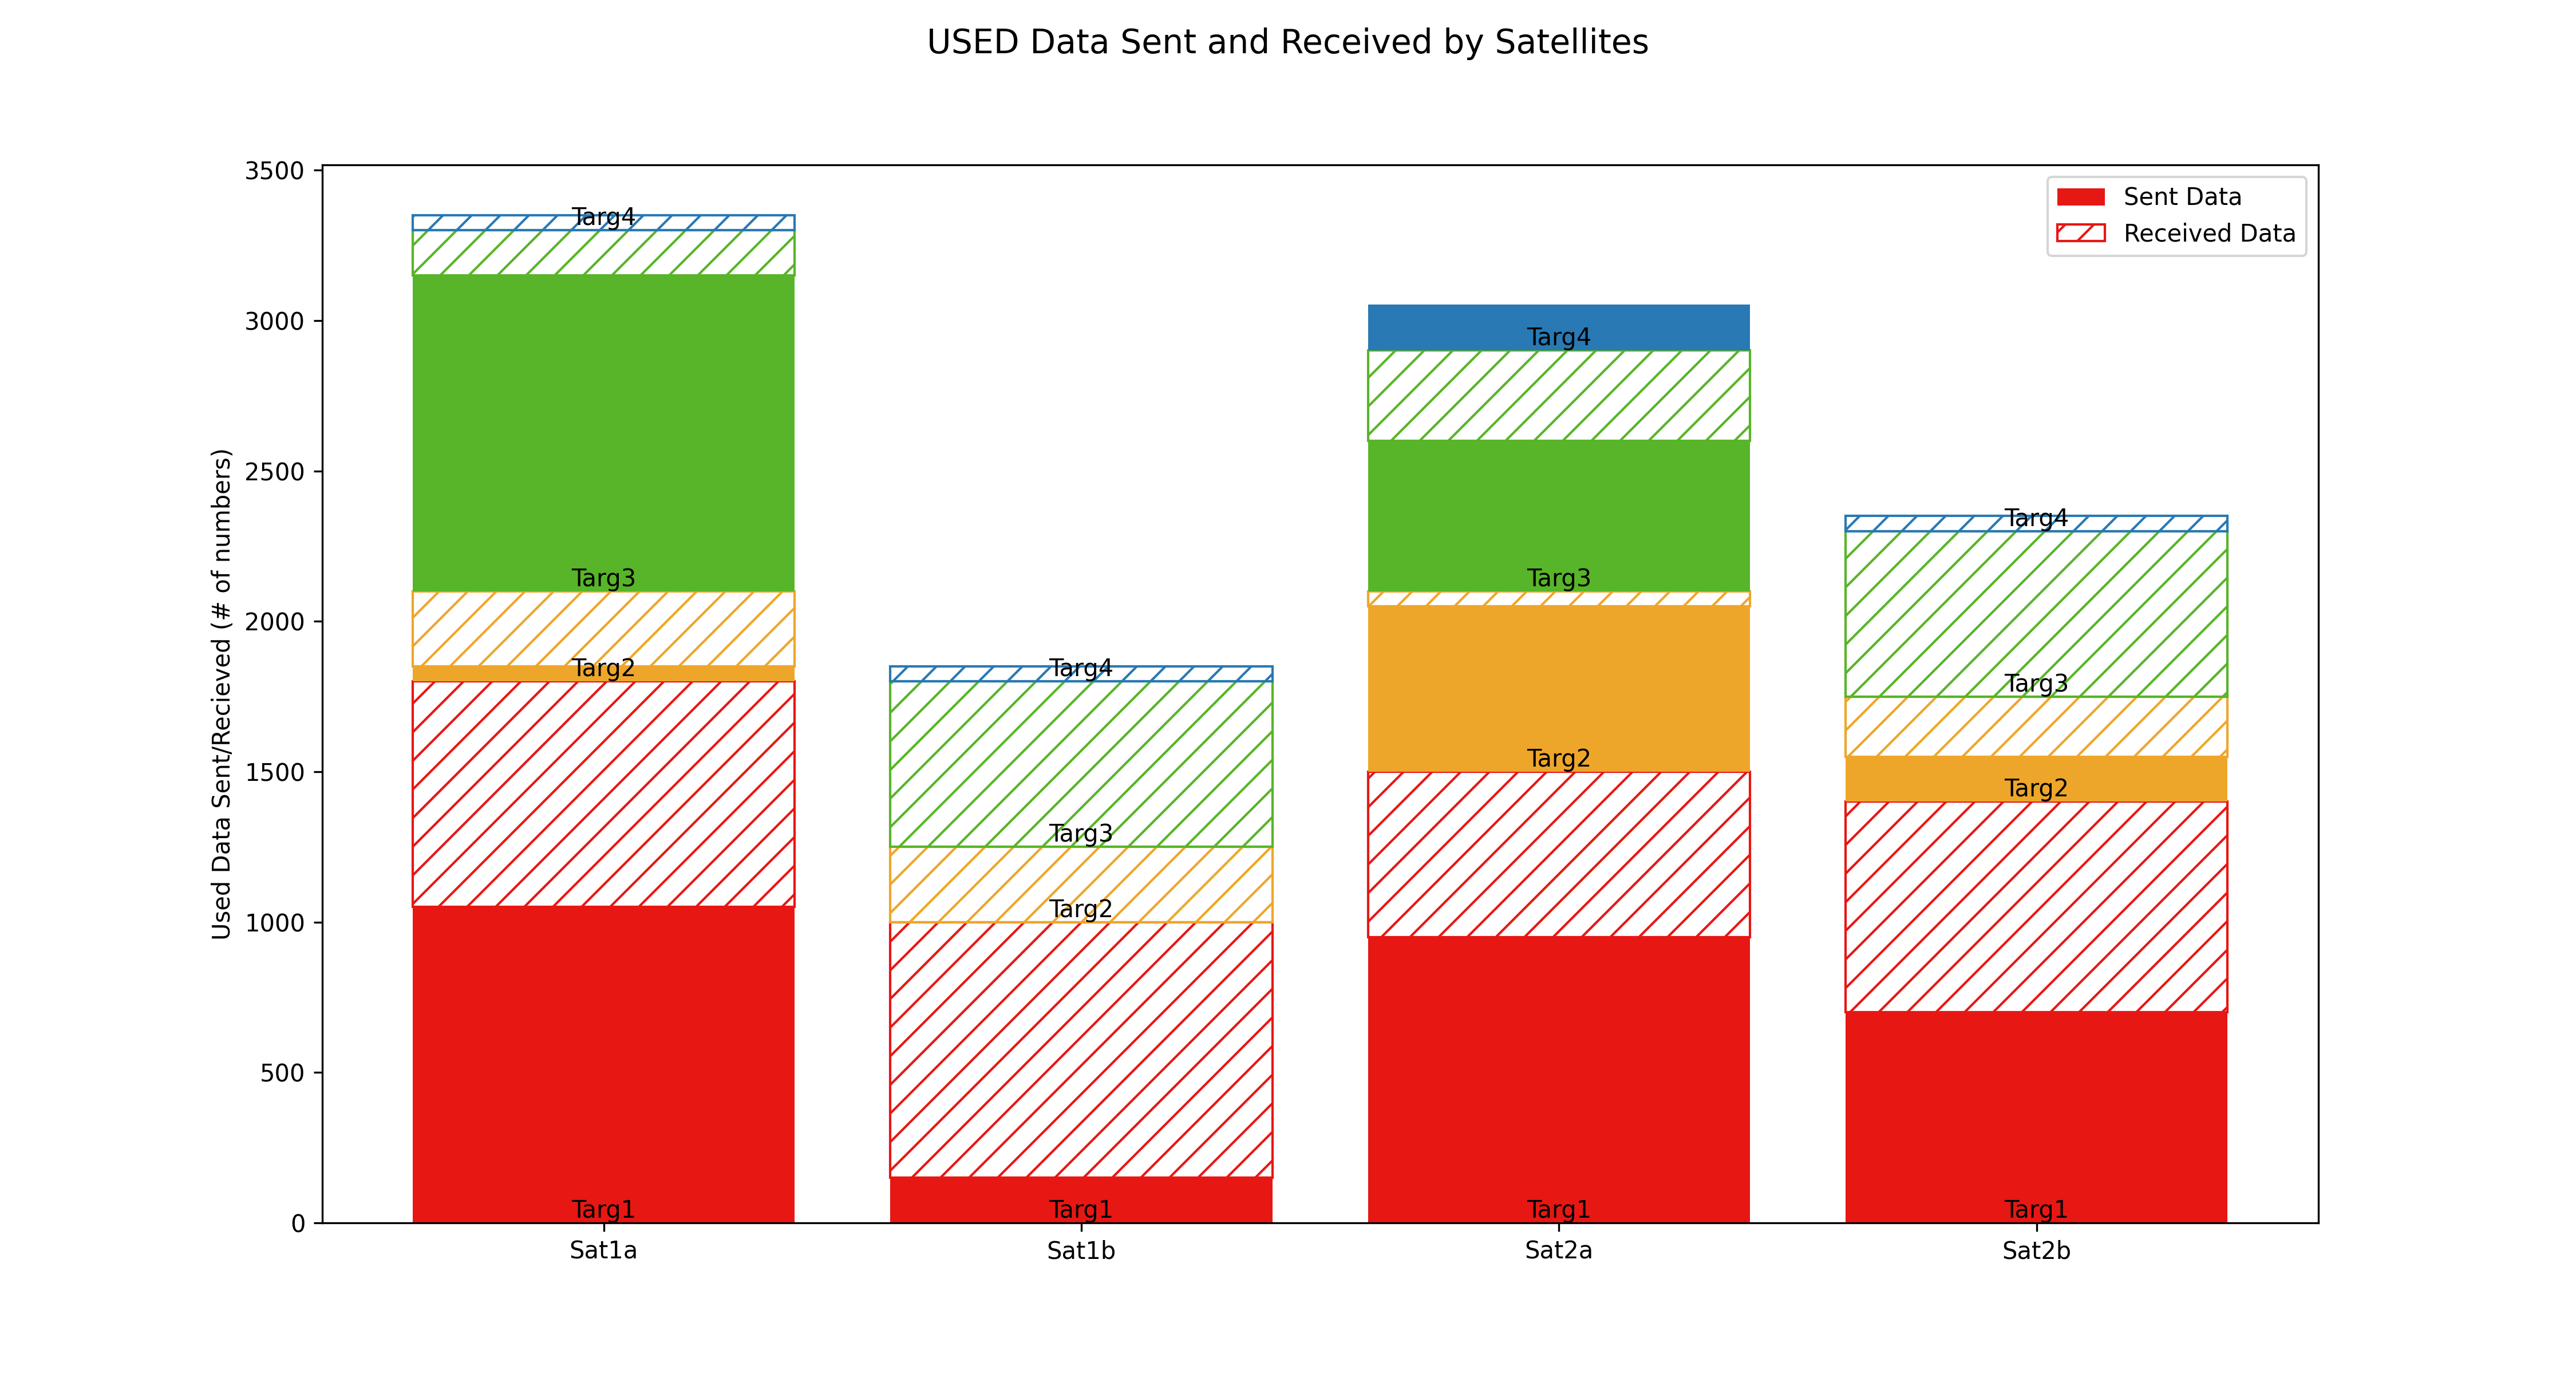 USED Data Sent and Received by Satellites
Used Data Sent/Recieved (# of numbers)
3500
3000
2500
2000
1500
1000
500
0
Sent Data
Received Data
Targ4
Targ3
Targ2
Targ1
Targ4
Targ3
Targ2
Targ1
Targ4
Targ3
Targ2
Targ1
Targ4
Targ3
Targ2
Targ1
Sat1a
Sat1b
Sat2a
Sat2b